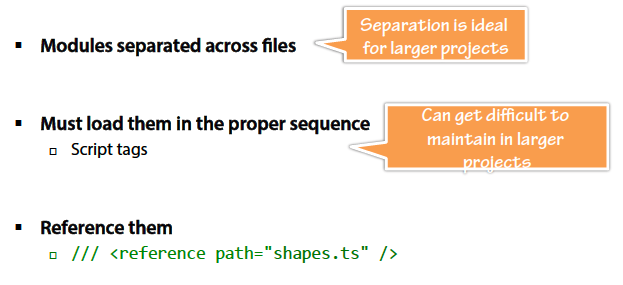 Modules separated across files
Separation is ideal
for larger projects
Must load them in the proper sequence
Script tags
Can get difficult to
maintain in larger
projects
Reference them
/// <reference path="shapes.ts" />